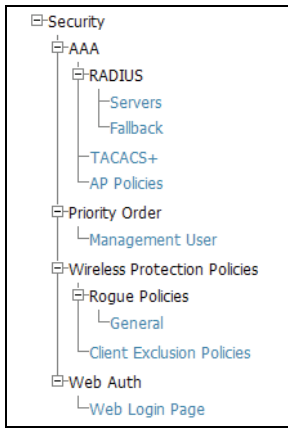 Security
AAA
RADIUS
Servers
Fallback
TACACS+
AP Policies
Priority Order
Management User
Wireless Protection Policies
Rogue Policies
General
Client Exclusion Policies
Web Auth
Web Login Page